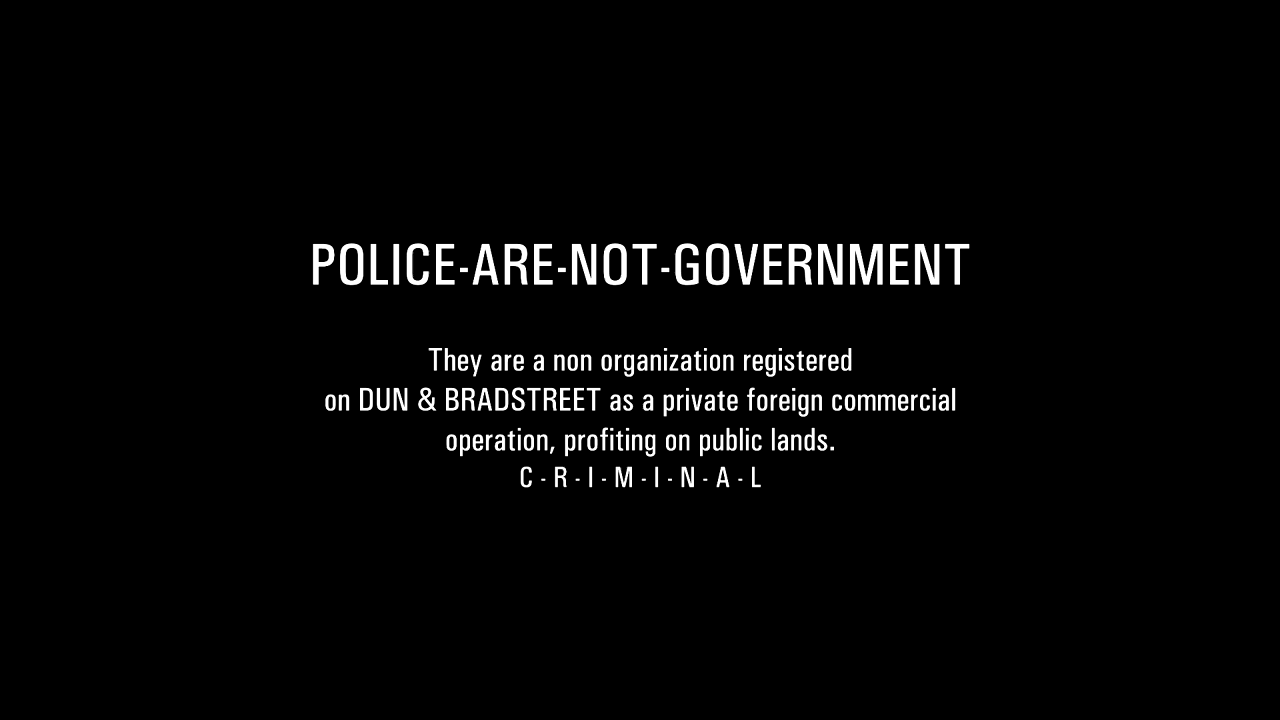 POLICE-ARE-NOT-GOVERNMENT
They are a non organization registered
on DUN & BRADSTREET as a private foreign commercial
operation, profiting on public lands.
C - R - I - M - I - N - A - L